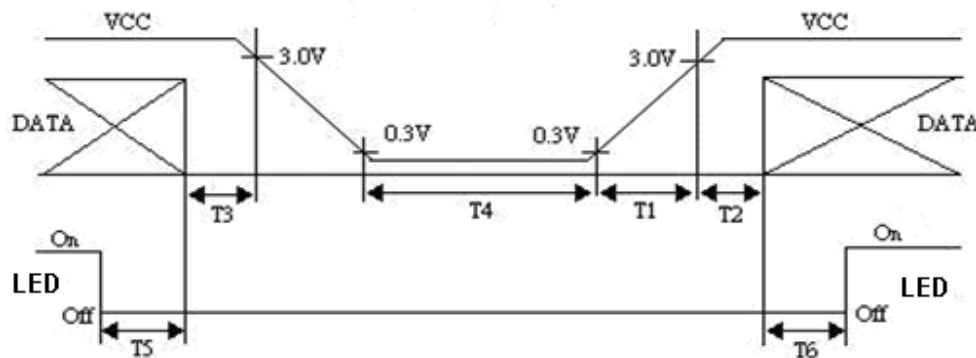 VCC
VCC
3.0V
3.0V
DATA
0.3V
0.3V
DATA
T3
T4
T1
T2
On
On
LED
LED
Off
Off
T5
T6